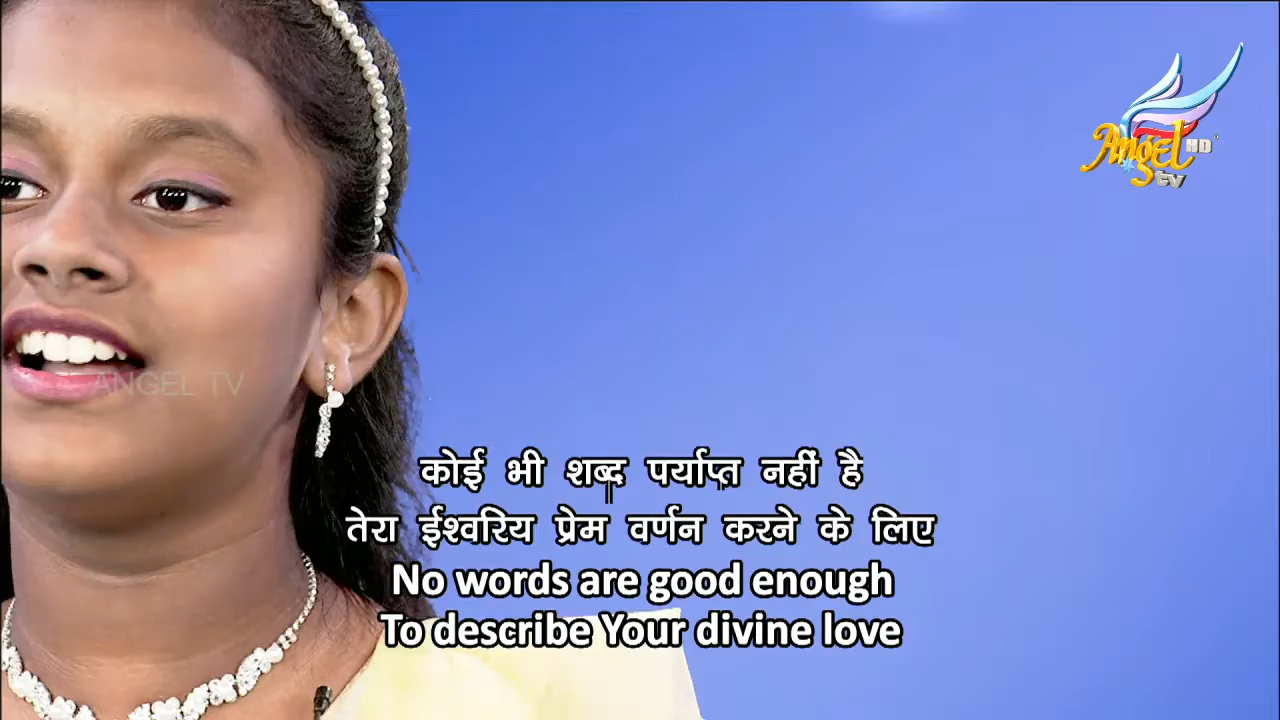 Angel HD
tv
ANGEL TV
कोई भी शब्द पर्याप्त नहीं है
तेरा ईश्वरिय प्रेम वर्णन करने के लिए
No words are good enough
To describe Your divine love